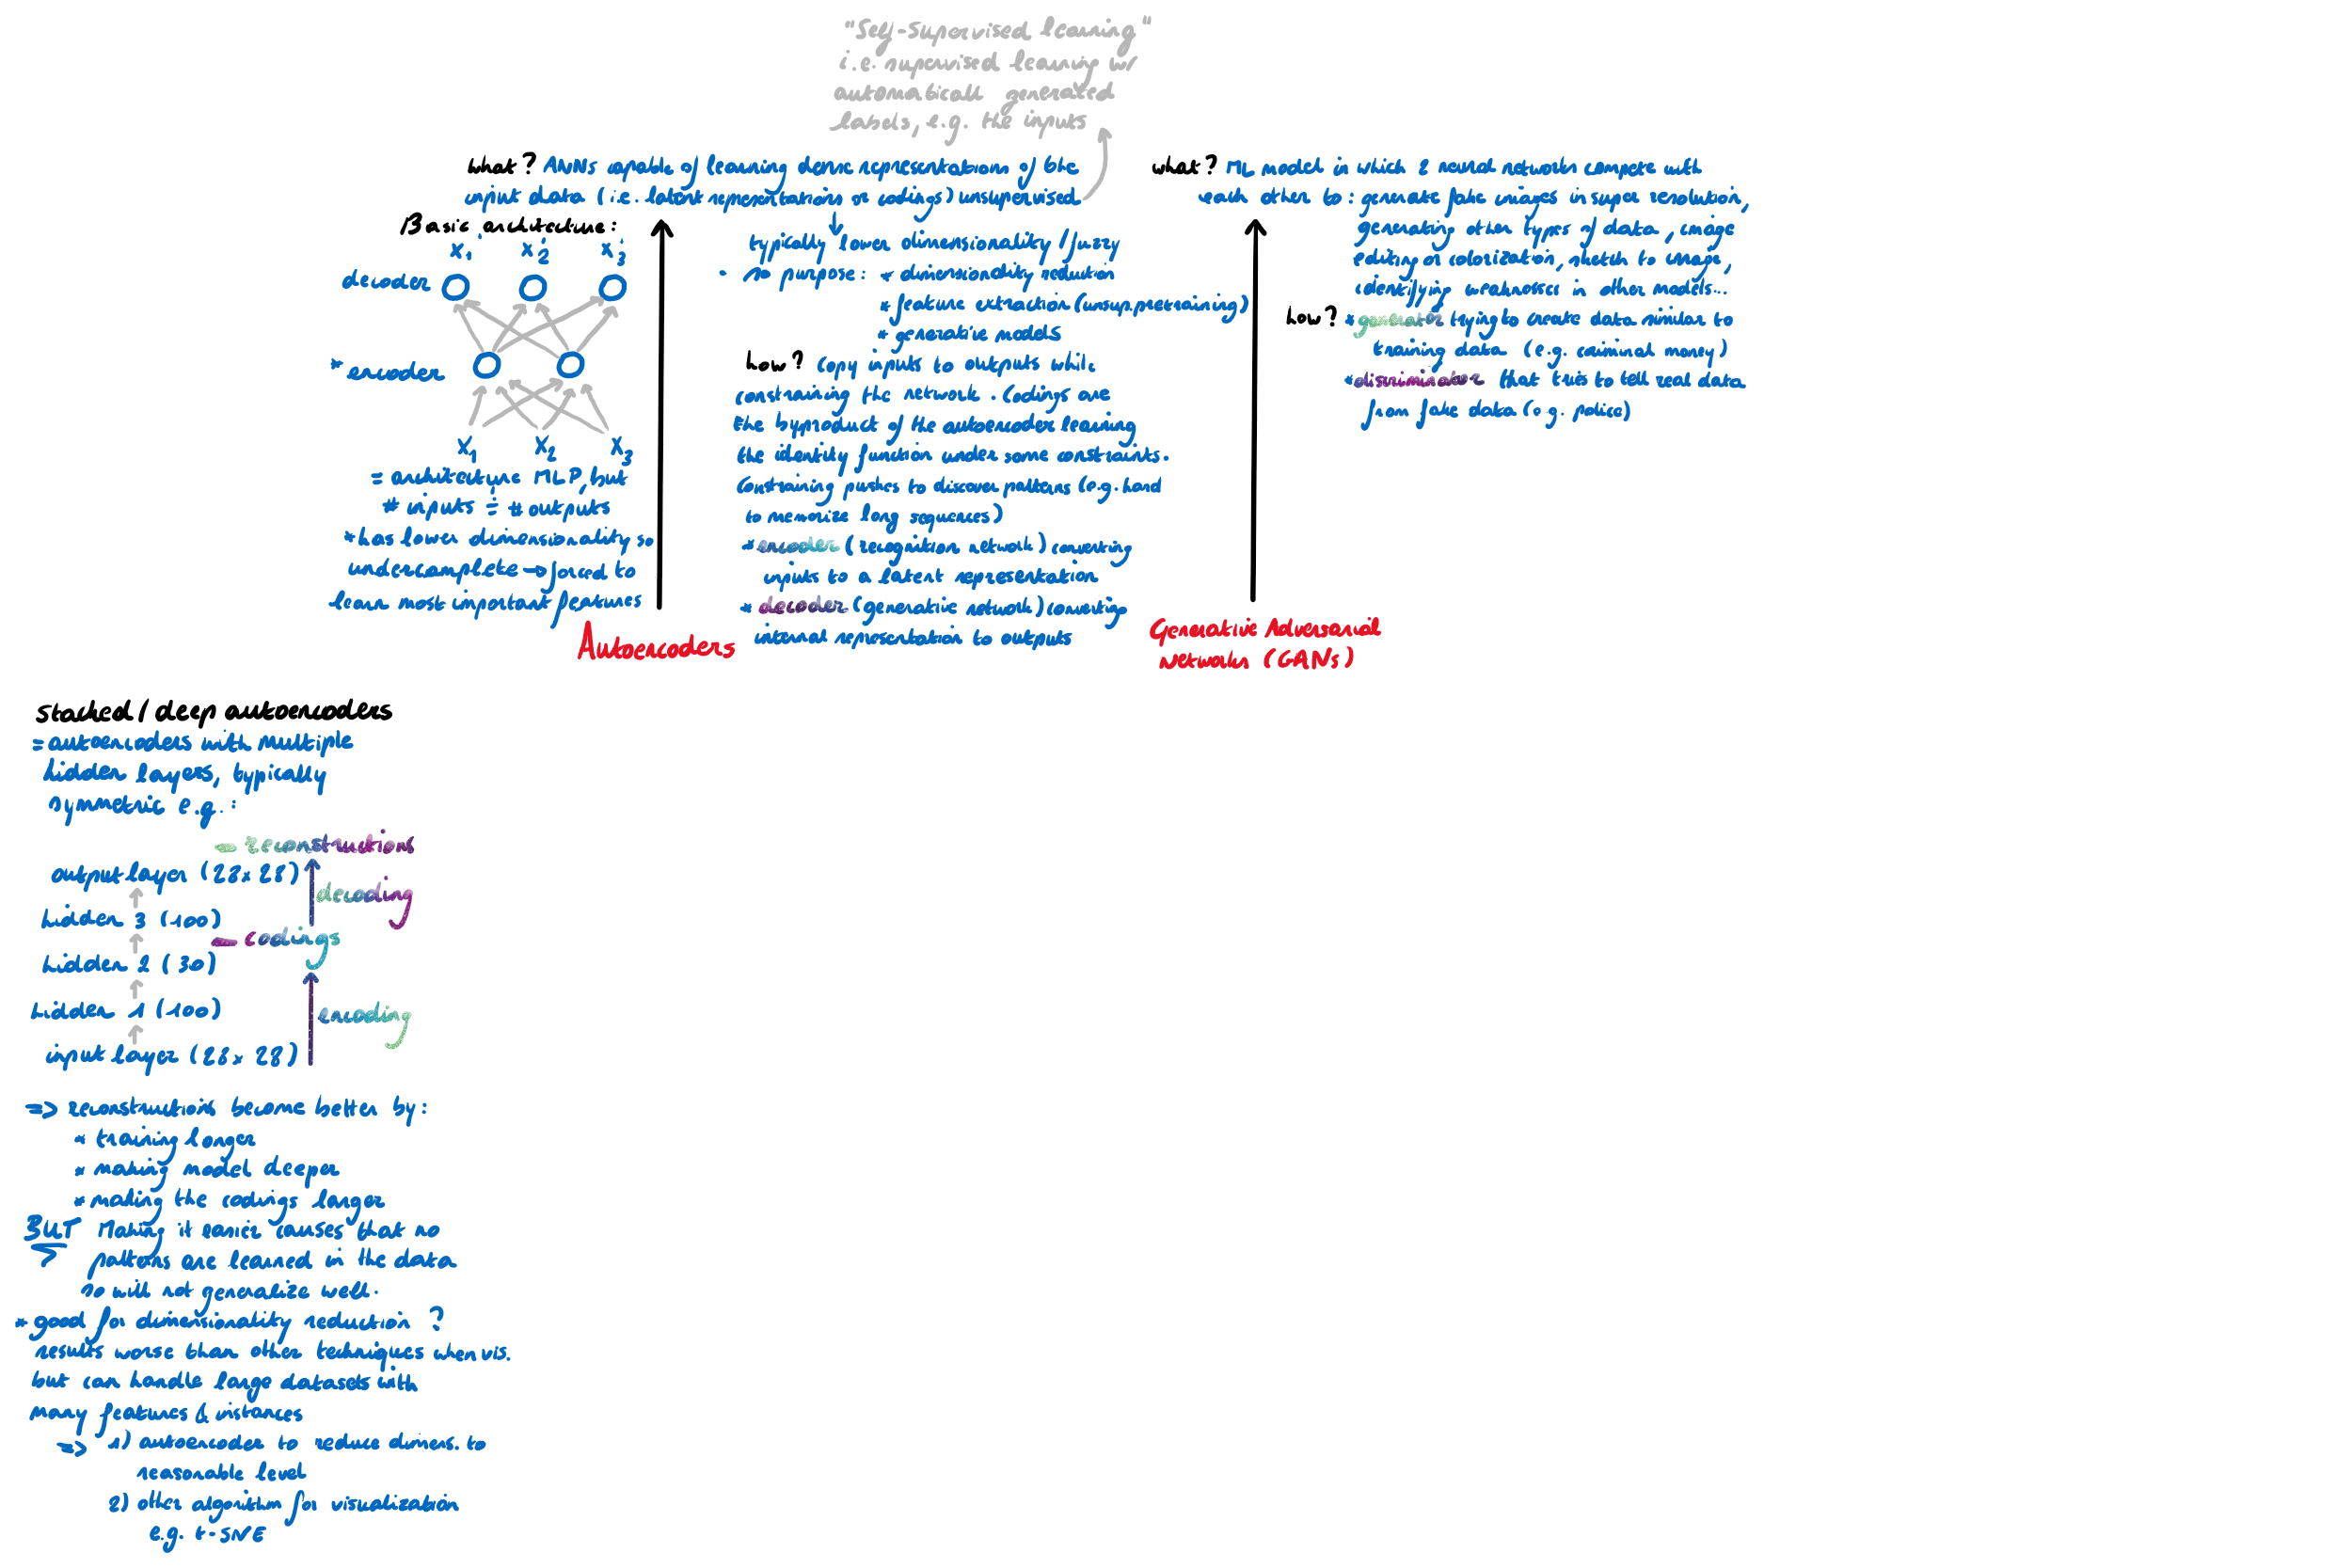 "Self-supervised learning"
i.e. supervised learning w/
automaticall generated
labels, e.g. the inputs
what? ANNs capable of learning dense representations of the
input data (i.e. latent representations or codings) unsupervised
typically lower dimensionality / fuzzy
so purpose: * dimensionality reduction
* feature extraction (unsup. pretraining)
* generative models
how? copy inputs to outputs while
constraining the network. Codings are
the byproduct of the autoencoder learning
the identity function under some constraints.
Constraining pushes to discover patterns (e.g. hard
to memorize long sequences)
* encoder (recognition network) converting
inputs to a latent representation
* decoder (generative network) converting
internal representation to outputs
Basic architecture:
x'1 x'2 x'3
decoder
* encoder
x1 x2 x3
= architecture MLP, but
# inputs = # outputs
* has lower dimensionality so
undercomplete → forced to
learn most important features
Autoencoders
what? ML model in which 2 neural networks compete with
each other to: generate fake images in super resolution,
generating other types of data, image
editing or colorization, sketch to image,
identifying weaknesses in other models...
how? * generator trying to create data similar to
training data (e.g. criminal money)
* discriminator that tries to tell real data
from fake data (e.g. police)
Generative Adversarial
Networks (GANs)
stacked / deep autoencoders
= autoencoders with multiple
hidden layers, typically
symmetric e.g.:
- reconstructions
output layer (28x28)
decoding
hidden 3 (100)
- codings
hidden 2 (30)
hidden 1 (100)
encoding
input layer (28x28)
=> reconstructions become better by:
* training longer
* making model deeper
* making the codings larger
BUT Making it easier causes that no
patterns are learned in the data
so will not generalize well.
* good for dimensionality reduction?
results worse than other techniques when vis.
but can handle large datasets with
many features & instances
=> 1) autoencoder to reduce dimens. to
reasonable level
2) other algorithm for visualization
e.g. t-SNE